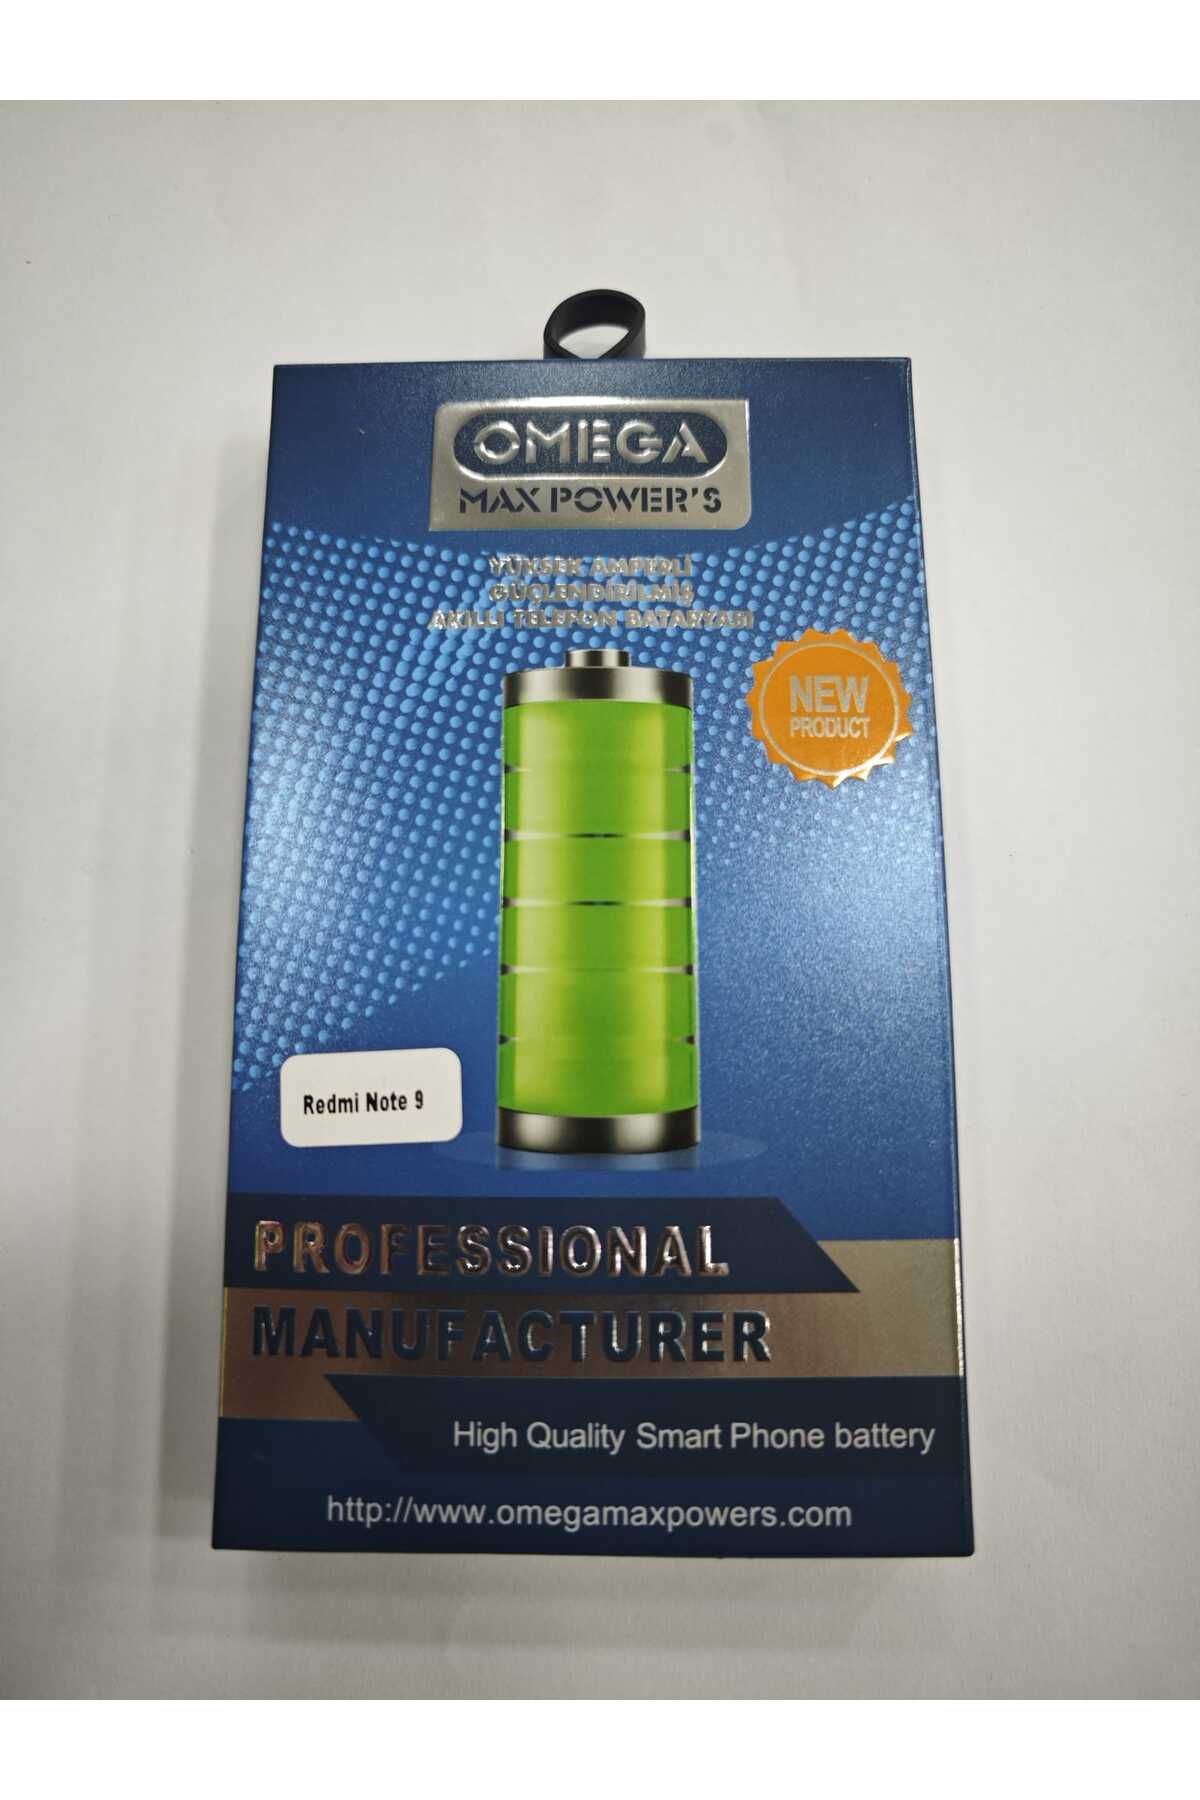 OMEGA
MAX POWER'S
YÜKSEK AMPERLİ
GÜÇLENDİRİLMİŞ
AKILLI TELEFON BATARYASI
NEW
PRODUCT
Redmi Note 9
PROFESSIONAL
MANUFACTURER
High Quality Smart Phone battery
http://www.omegamaxpowers.com